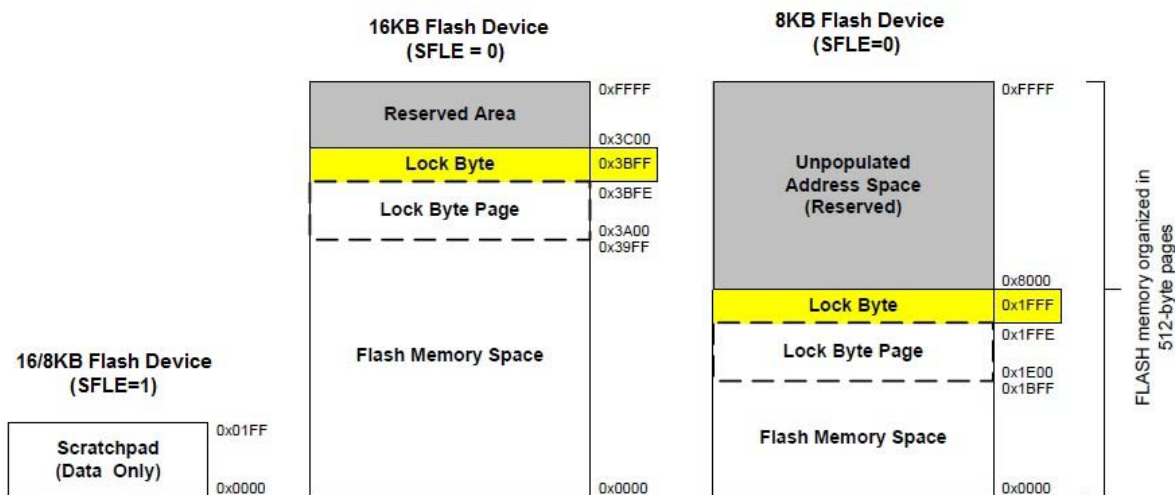 16KB Flash Device
(SFLE = 0)
0xFFFF
Reserved Area
0x3C00
Lock Byte
0x3BFF
0x3BFE
Lock Byte Page
0x3A00
0x39FF
Flash Memory Space
0x0000
8KB Flash Device
(SFLE=0)
0xFFFF
Unpopulated
Address Space
(Reserved)
0x8000
Lock Byte
0x1FFF
0x1FFE
Lock Byte Page
0x1E00
0x1BFF
Flash Memory Space
0x0000
FLASH memory organized in
512-byte pages
16/8KB Flash Device
(SFLE=1)
0x01FF
Scratchpad
(Data Only)
0x0000